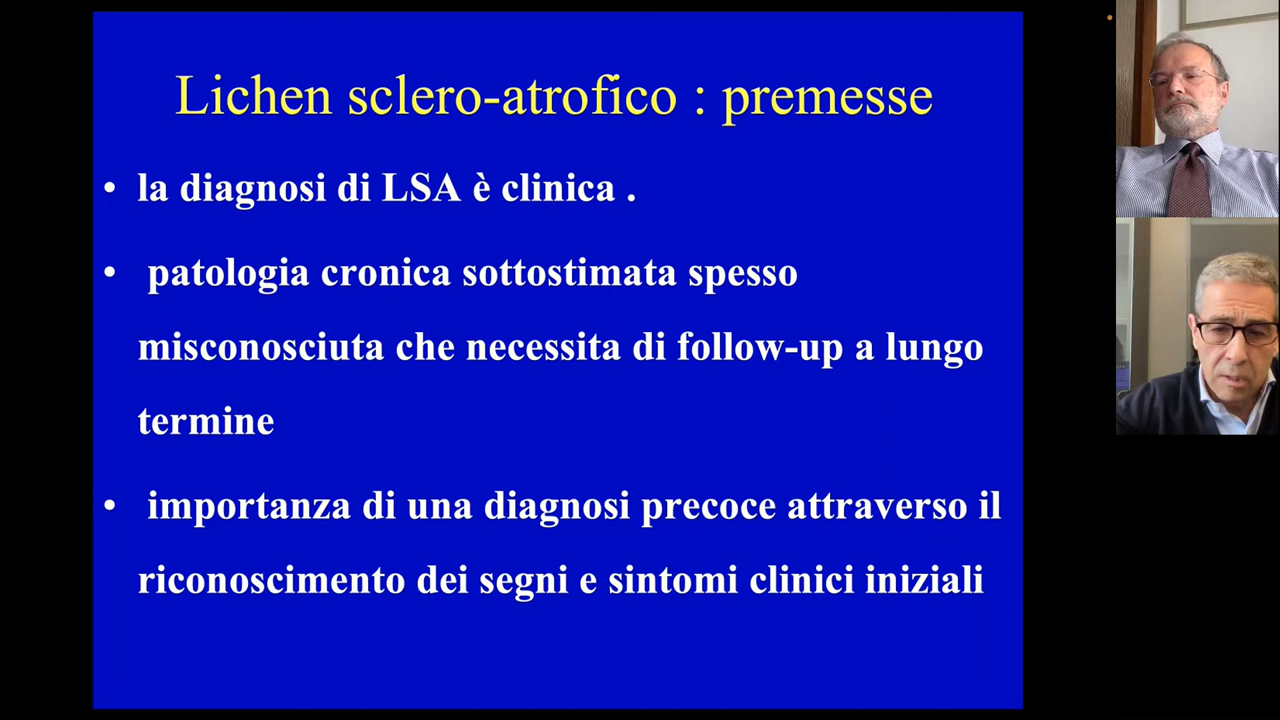 Lichen sclero-atrofico : premesse
• la diagnosi di LSA è clinica .
• patologia cronica sottostimata spesso
misconosciuta che necessita di follow-up a lungo
termine
• importanza di una diagnosi precoce attraverso il
riconoscimento dei segni e sintomi clinici iniziali